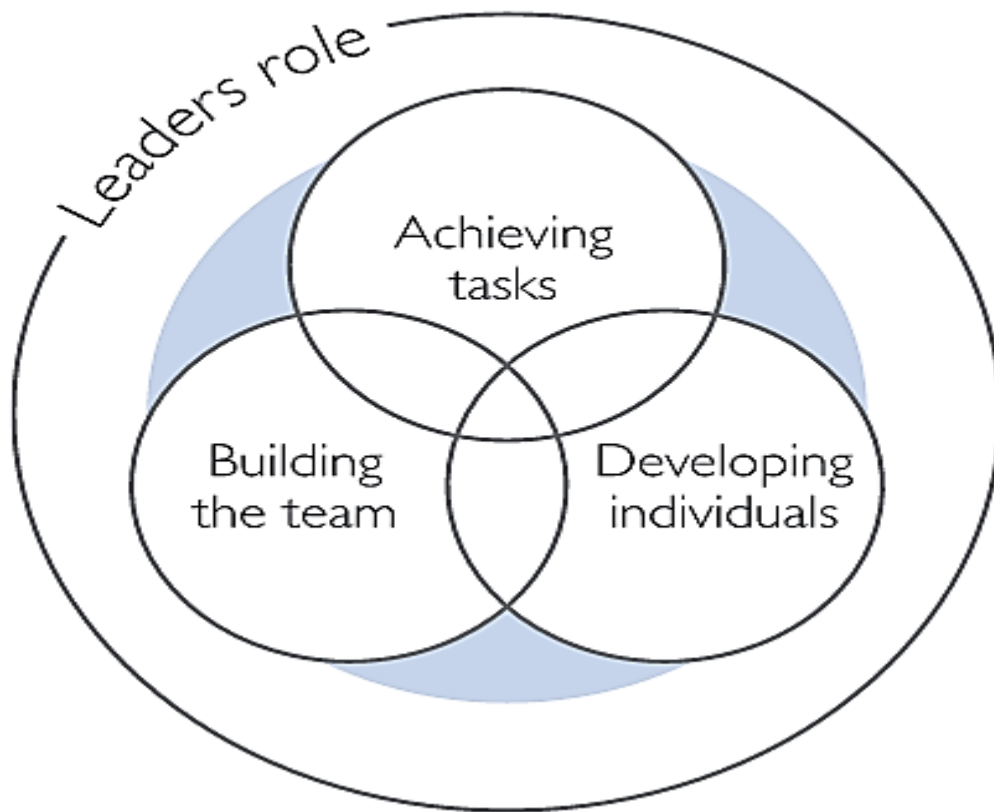 Leaders role
Achieving
tasks
Building
the team
Developing
individuals